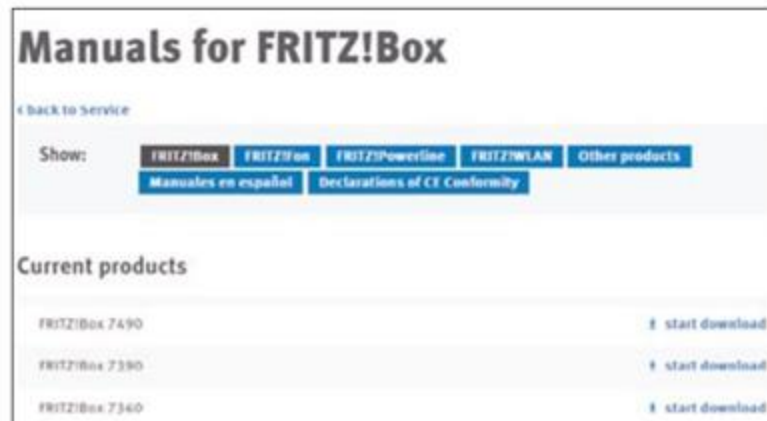 Manuals for FRITZ!Box
‹ back to Service
Show: FRITZ!Box FRITZ!Fon FRITZ!Powerline FRITZ!WLAN Other products
Manuales en español Declarations of CE Conformity
Current products
FRITZ!Box 7490 start download
FRITZ!Box 7390 start download
FRITZ!Box 7360 start download